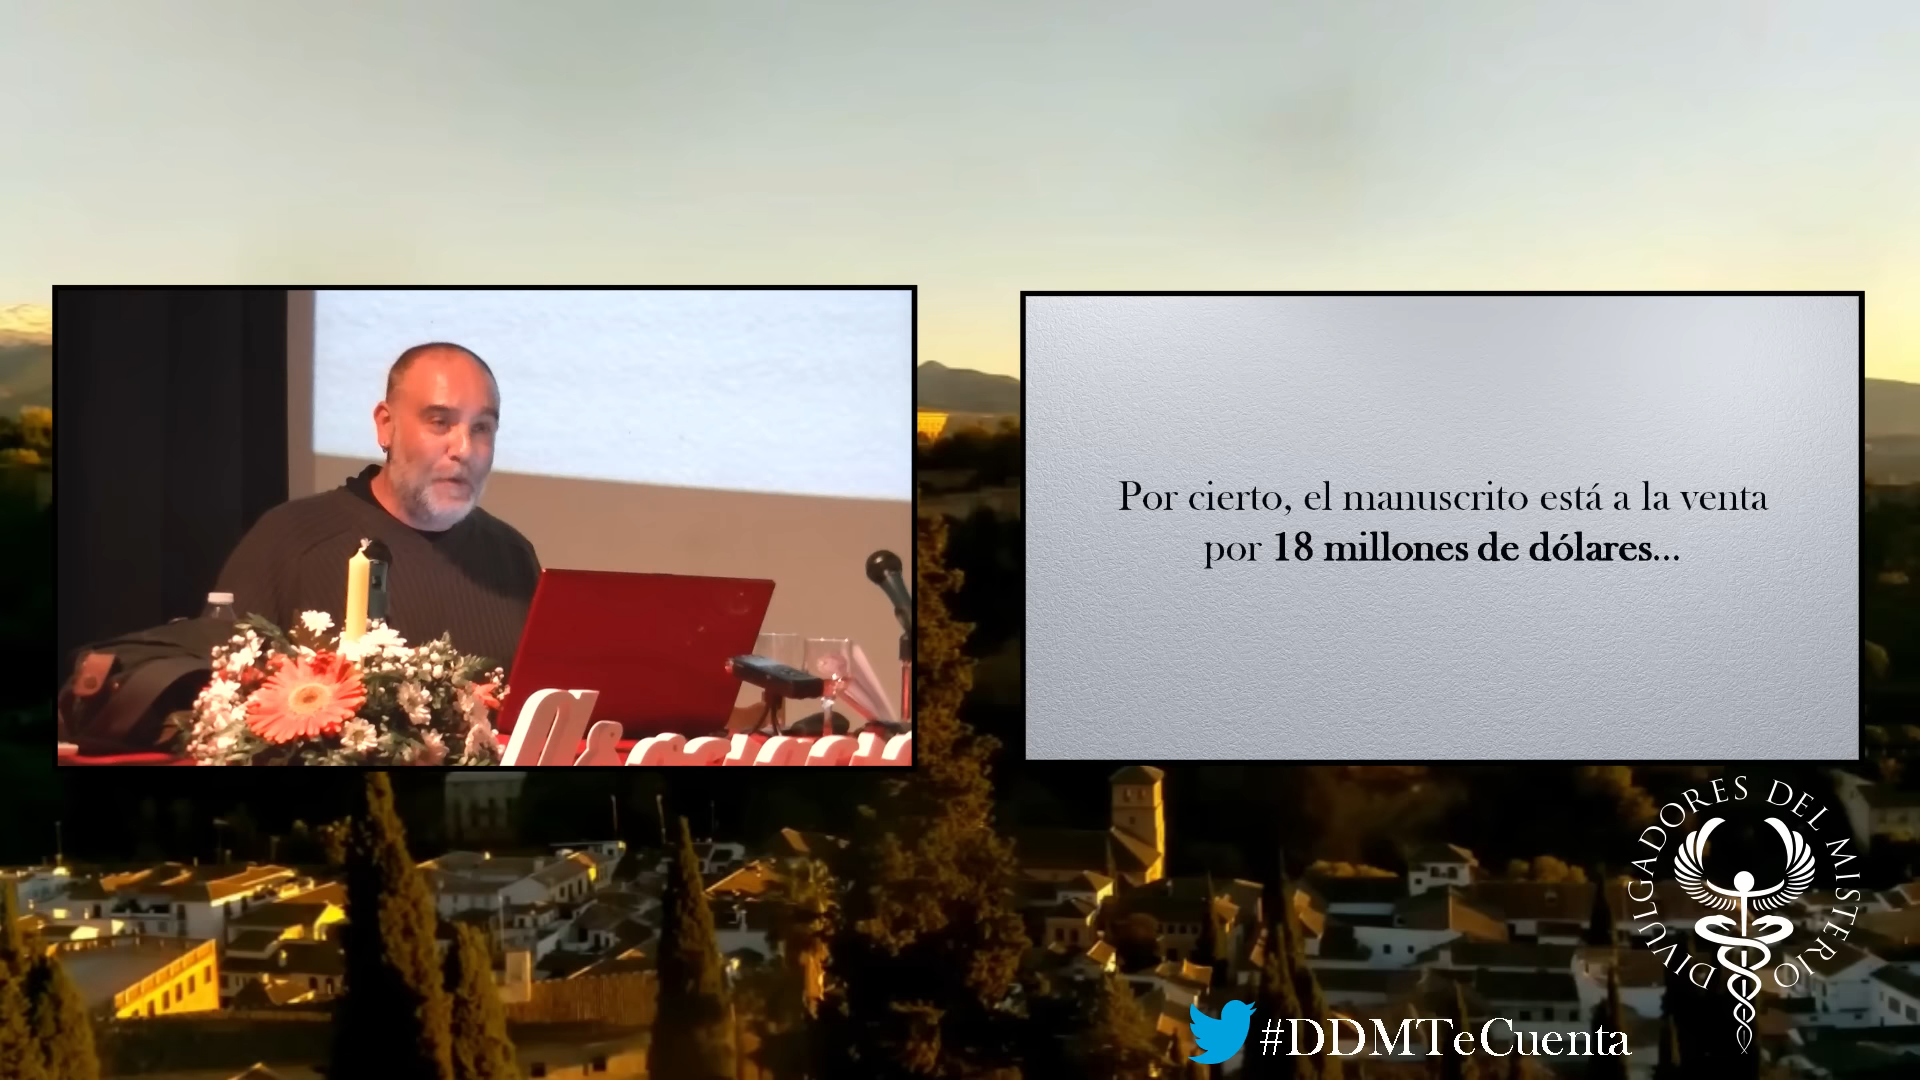 Por cierto, el manuscrito está a la venta
por 18 millones de dólares...
DIVULGADORES DEL MISTERIO
#DDMTeCuenta